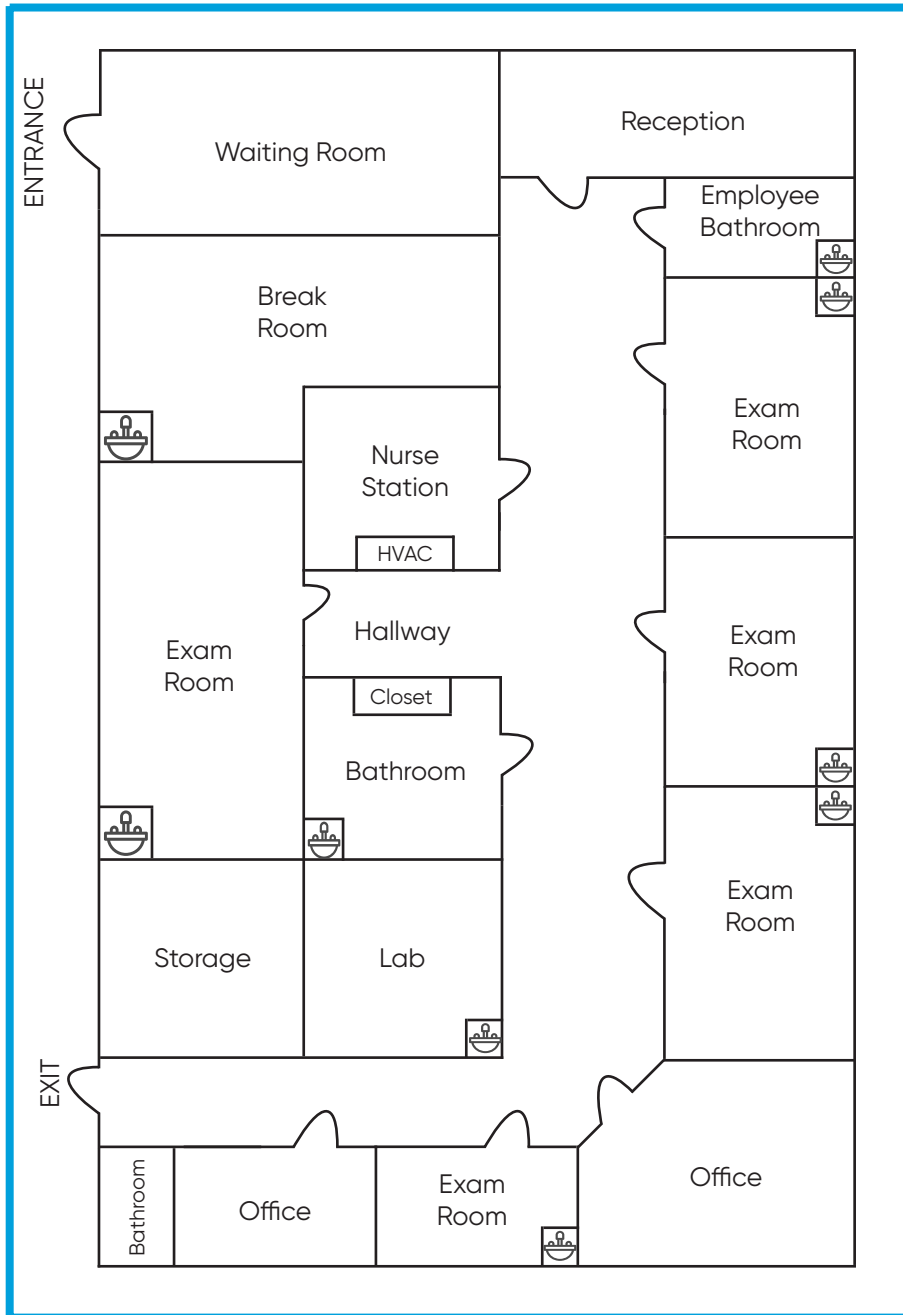 ENTRANCE
Waiting Room
Reception
Employee
Bathroom
Break
Room
Exam
Room
Nurse
Station
HVAC
Hallway
Exam
Room
Exam
Room
Closet
Bathroom
Exam
Room
Storage
Lab
EXIT
Bathroom
Office
Exam
Room
Office